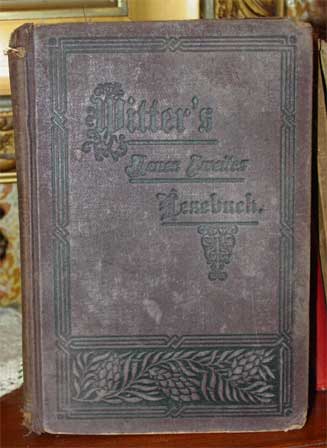 Witter's
Neues Zweites
Lesebuch.